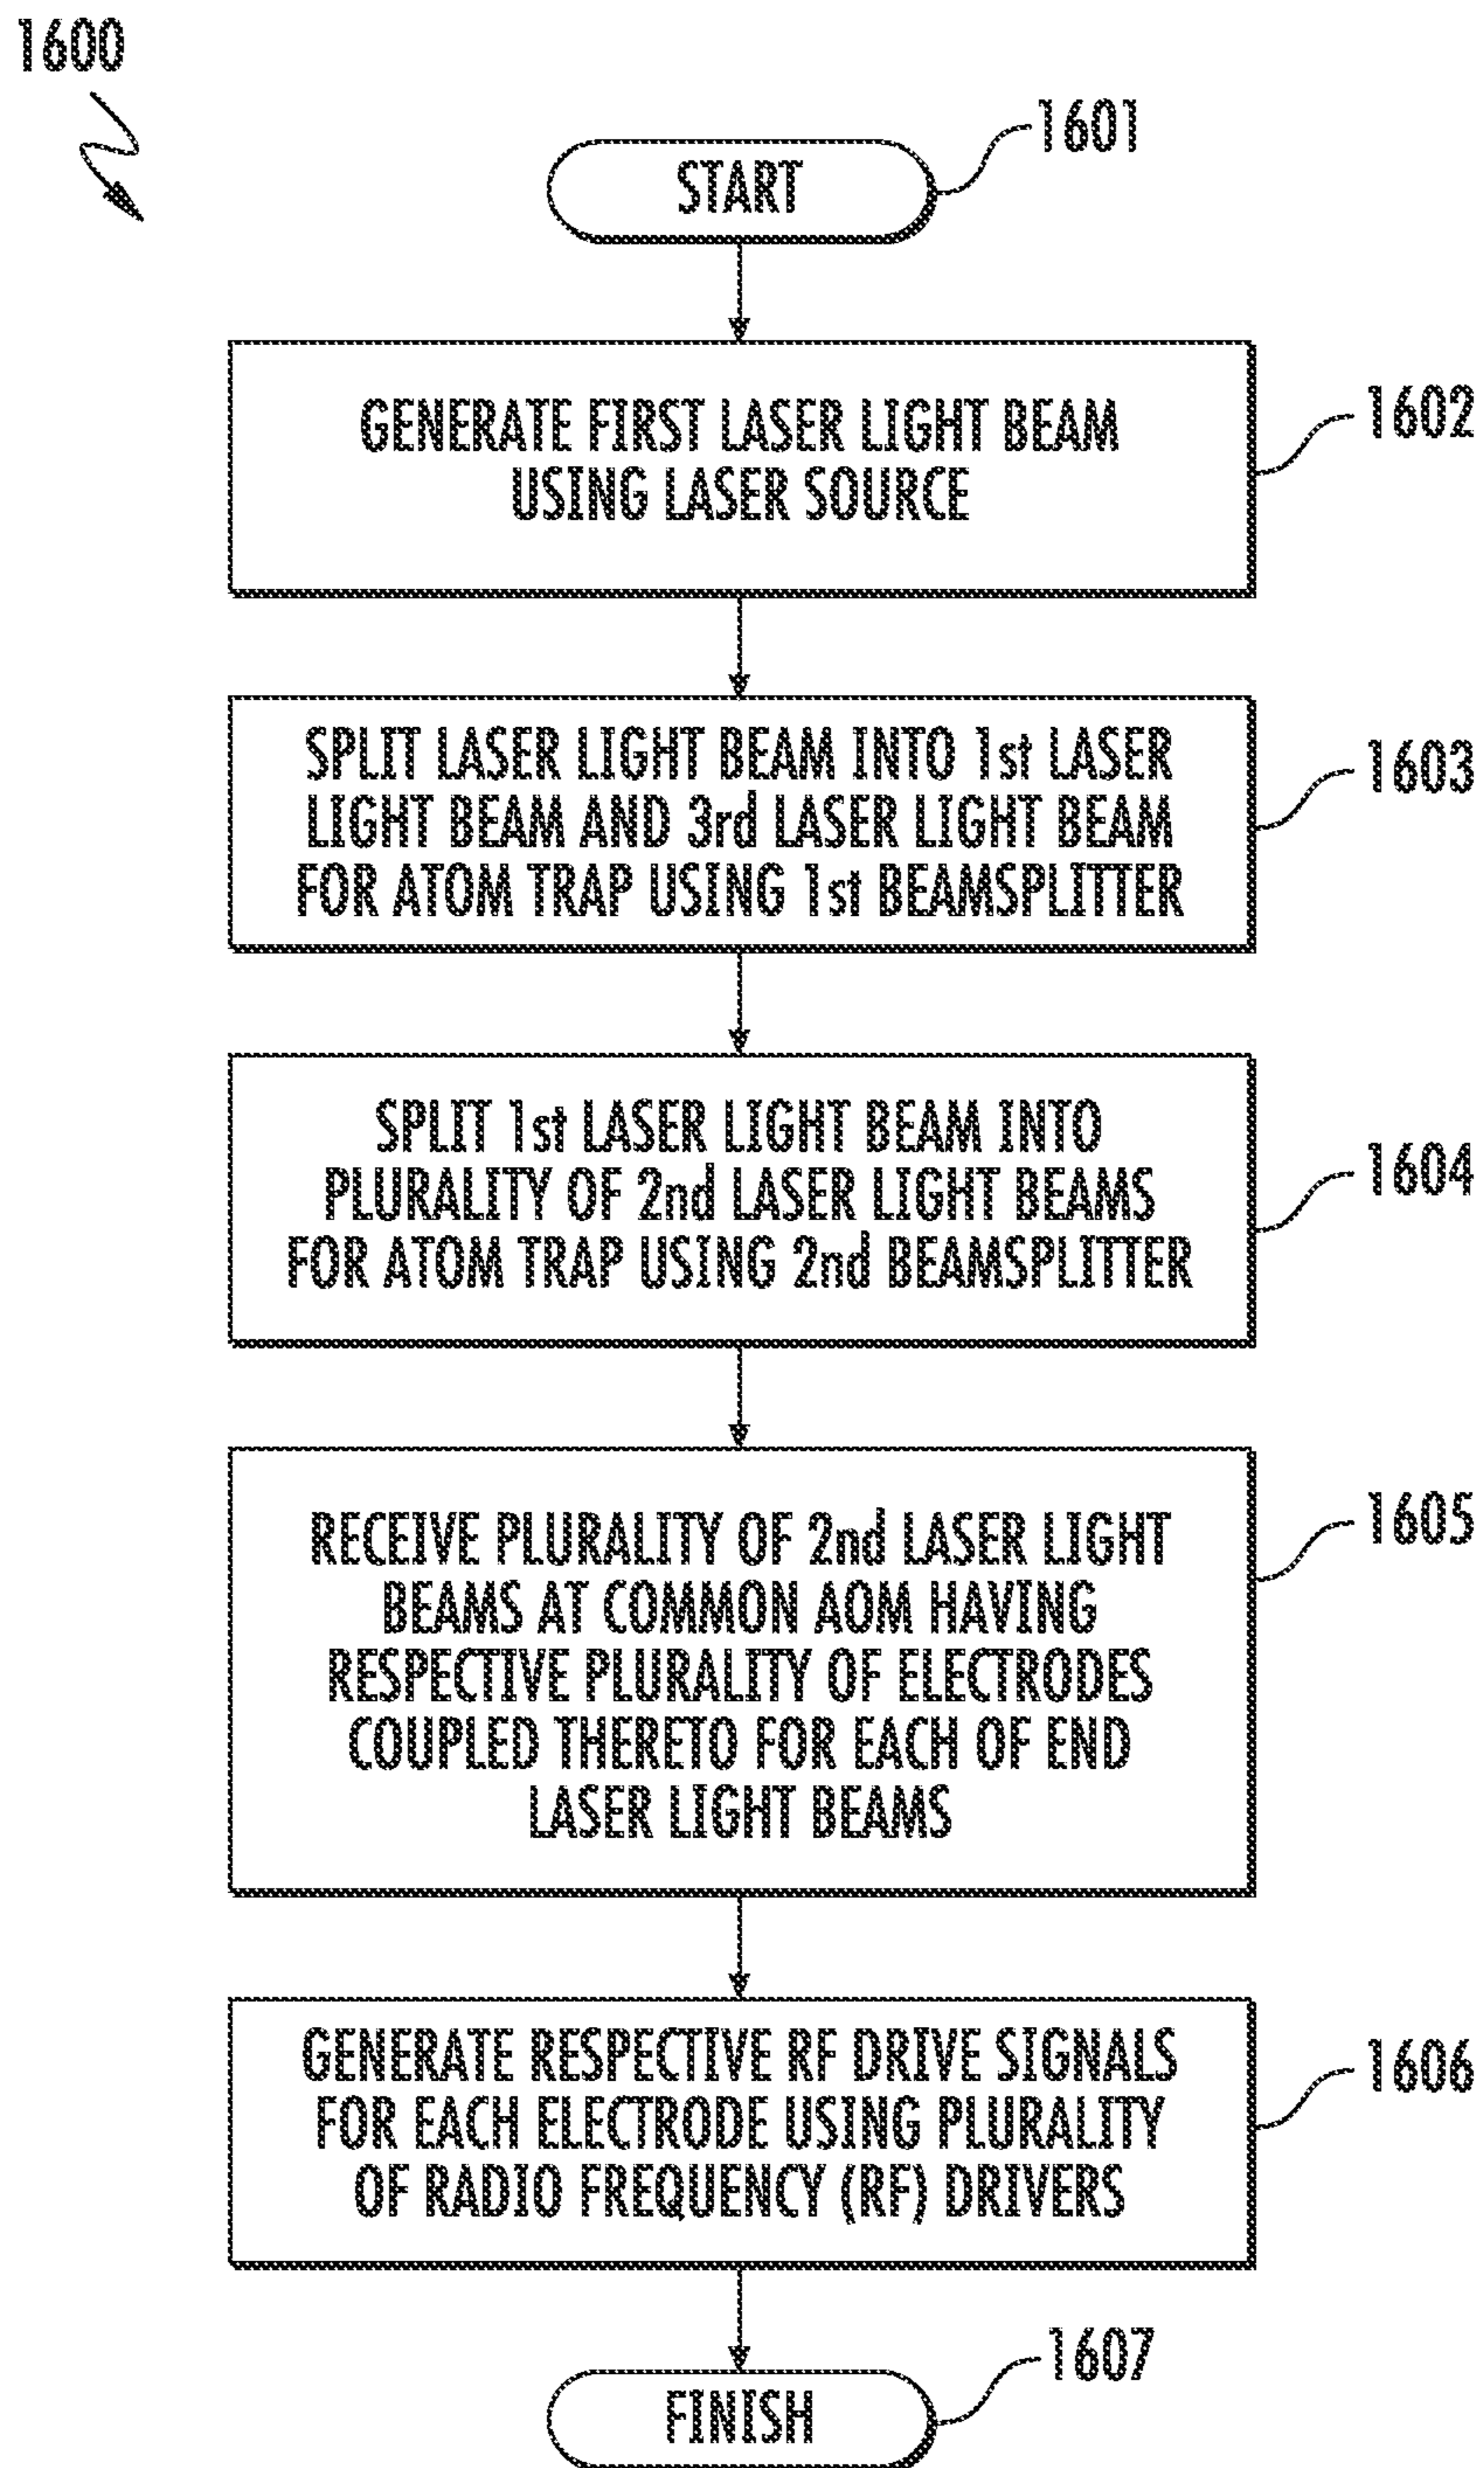 1600
START
1601
GENERATE FIRST LASER LIGHT BEAM
USING LASER SOURCE
1602
SPLIT LASER LIGHT BEAM INTO 1st LASER
LIGHT BEAM AND 3rd LASER LIGHT BEAM
FOR ATOM TRAP USING 1st BEAMSPLITTER
1603
SPLIT 1st LASER LIGHT BEAM INTO
PLURALITY OF 2nd LASER LIGHT BEAMS
FOR ATOM TRAP USING 2nd BEAMSPLITTER
1604
RECEIVE PLURALITY OF 2nd LASER LIGHT
BEAMS AT COMMON AOM HAVING
RESPECTIVE PLURALITY OF ELECTRODES
COUPLED THERETO FOR EACH OF END
LASER LIGHT BEAMS
1605
GENERATE RESPECTIVE RF DRIVE SIGNALS
FOR EACH ELECTRODE USING PLURALITY
OF RADIO FREQUENCY (RF) DRIVERS
1606
FINISH
1607